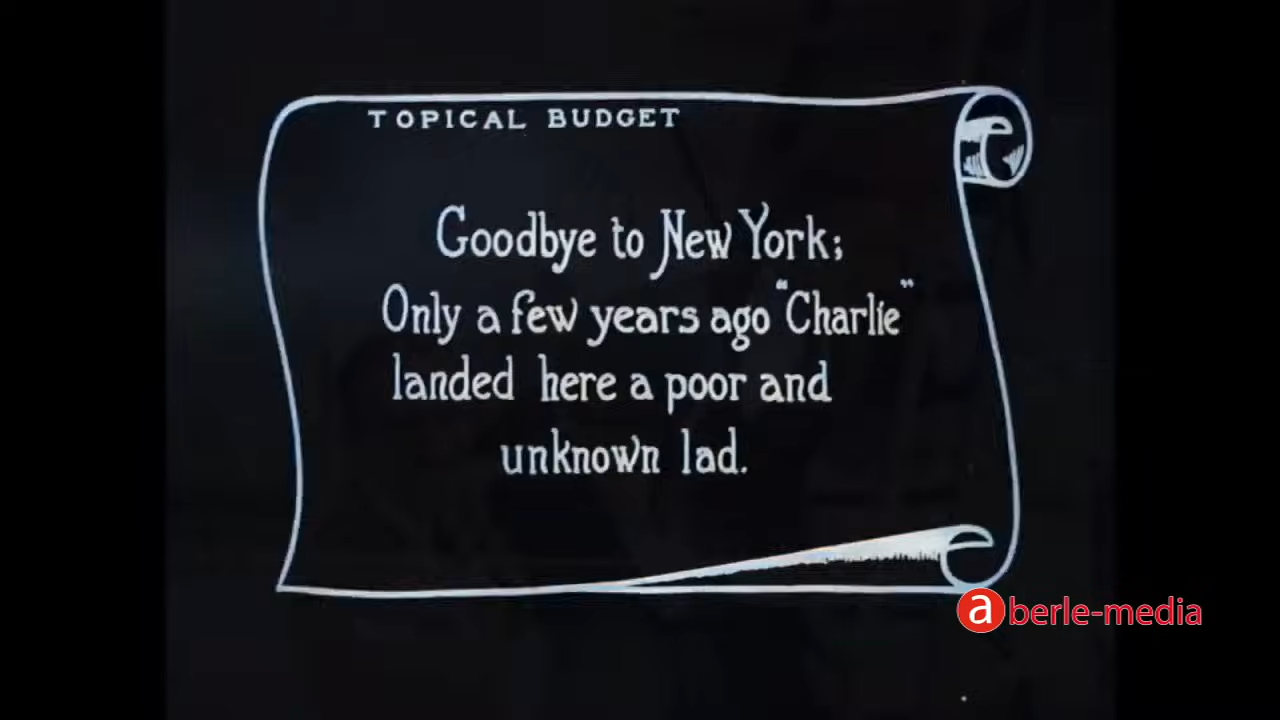 TOPICAL BUDGET
Goodbye to New York;
Only a few years ago "Charlie"
landed here a poor and
unknown lad.
aberle-media